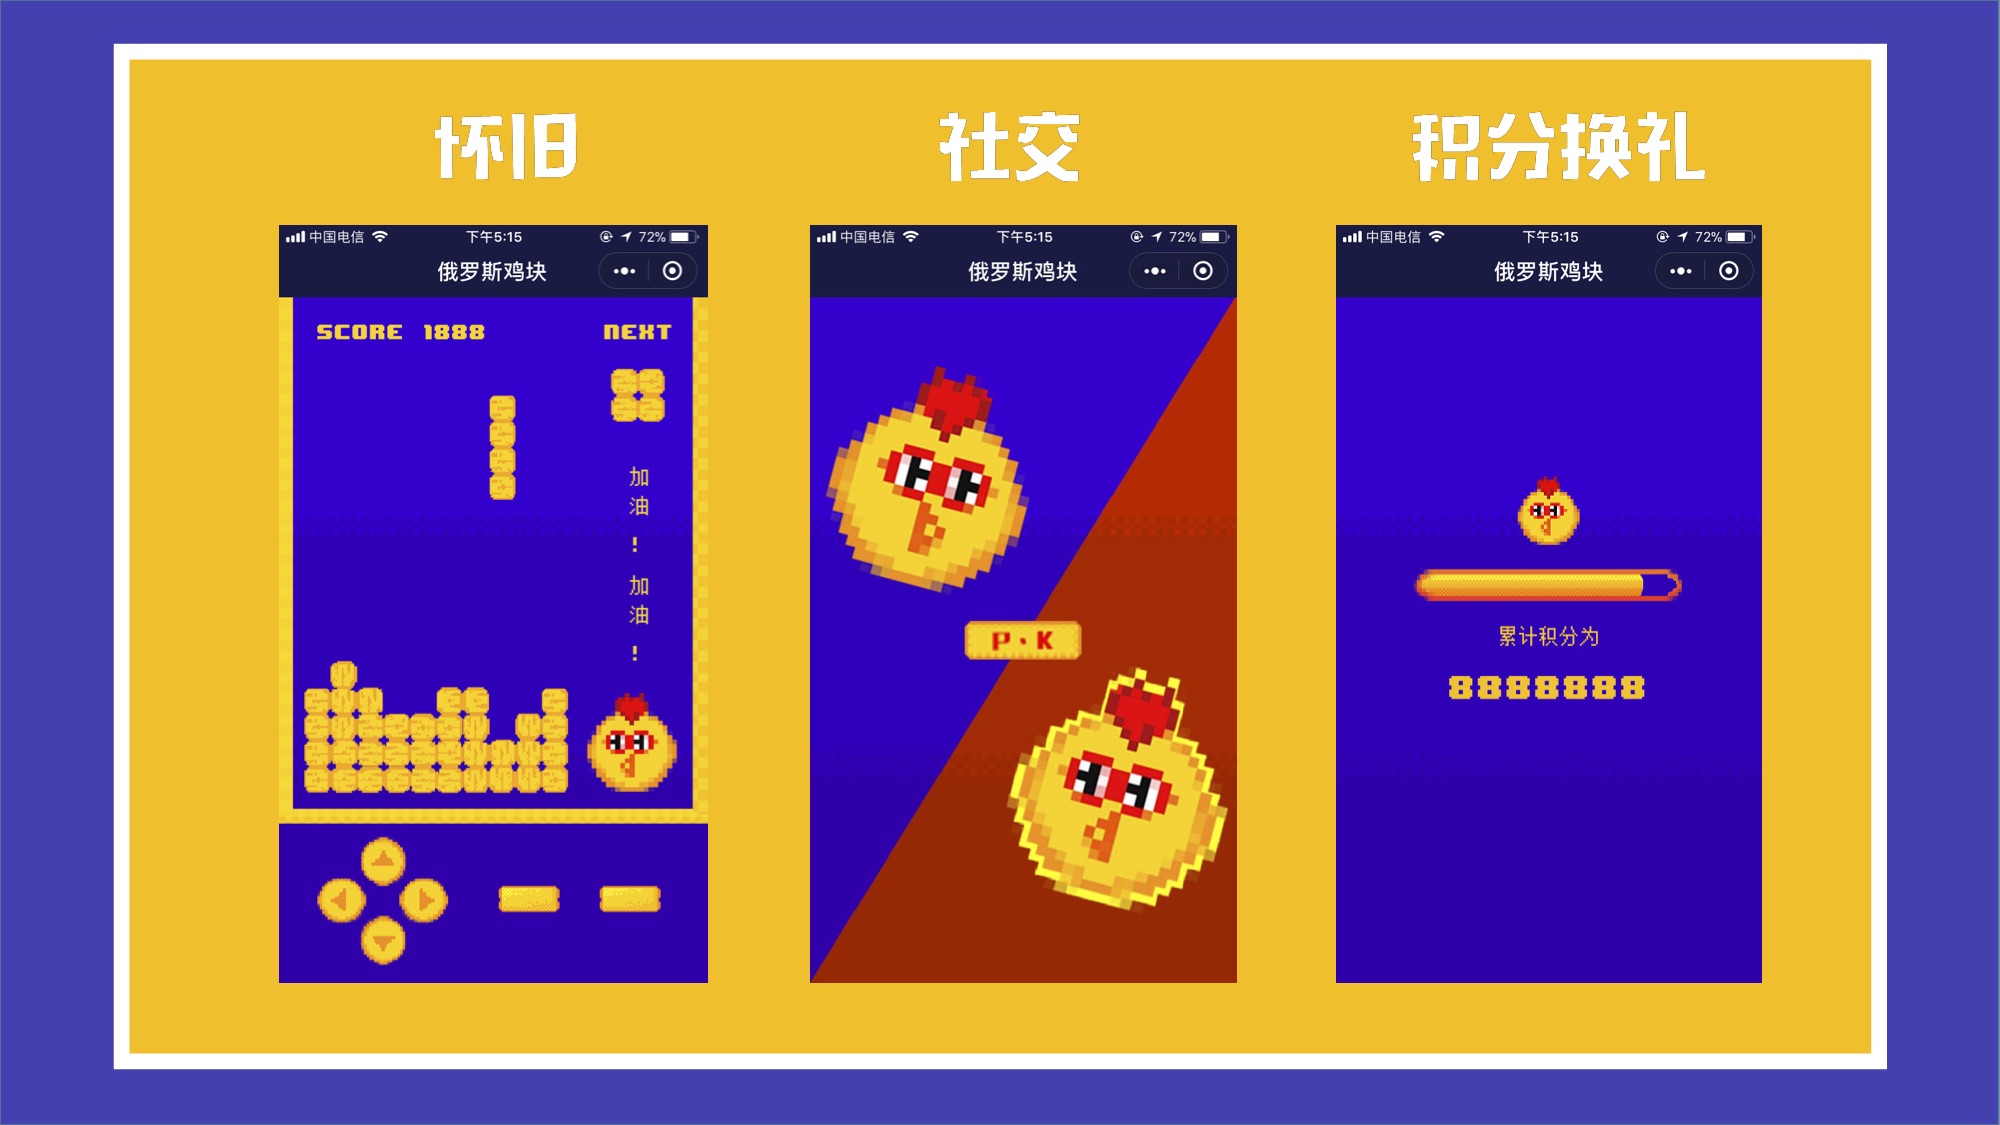 怀旧
社交
积分换礼
中国电信 下午5:15 72%
俄罗斯鸡块
SCORE 1888
NEXT
加油！加油！
中国电信 下午5:15 72%
俄罗斯鸡块
P·K
中国电信 下午5:15 72%
俄罗斯鸡块
累计积分为
8888888